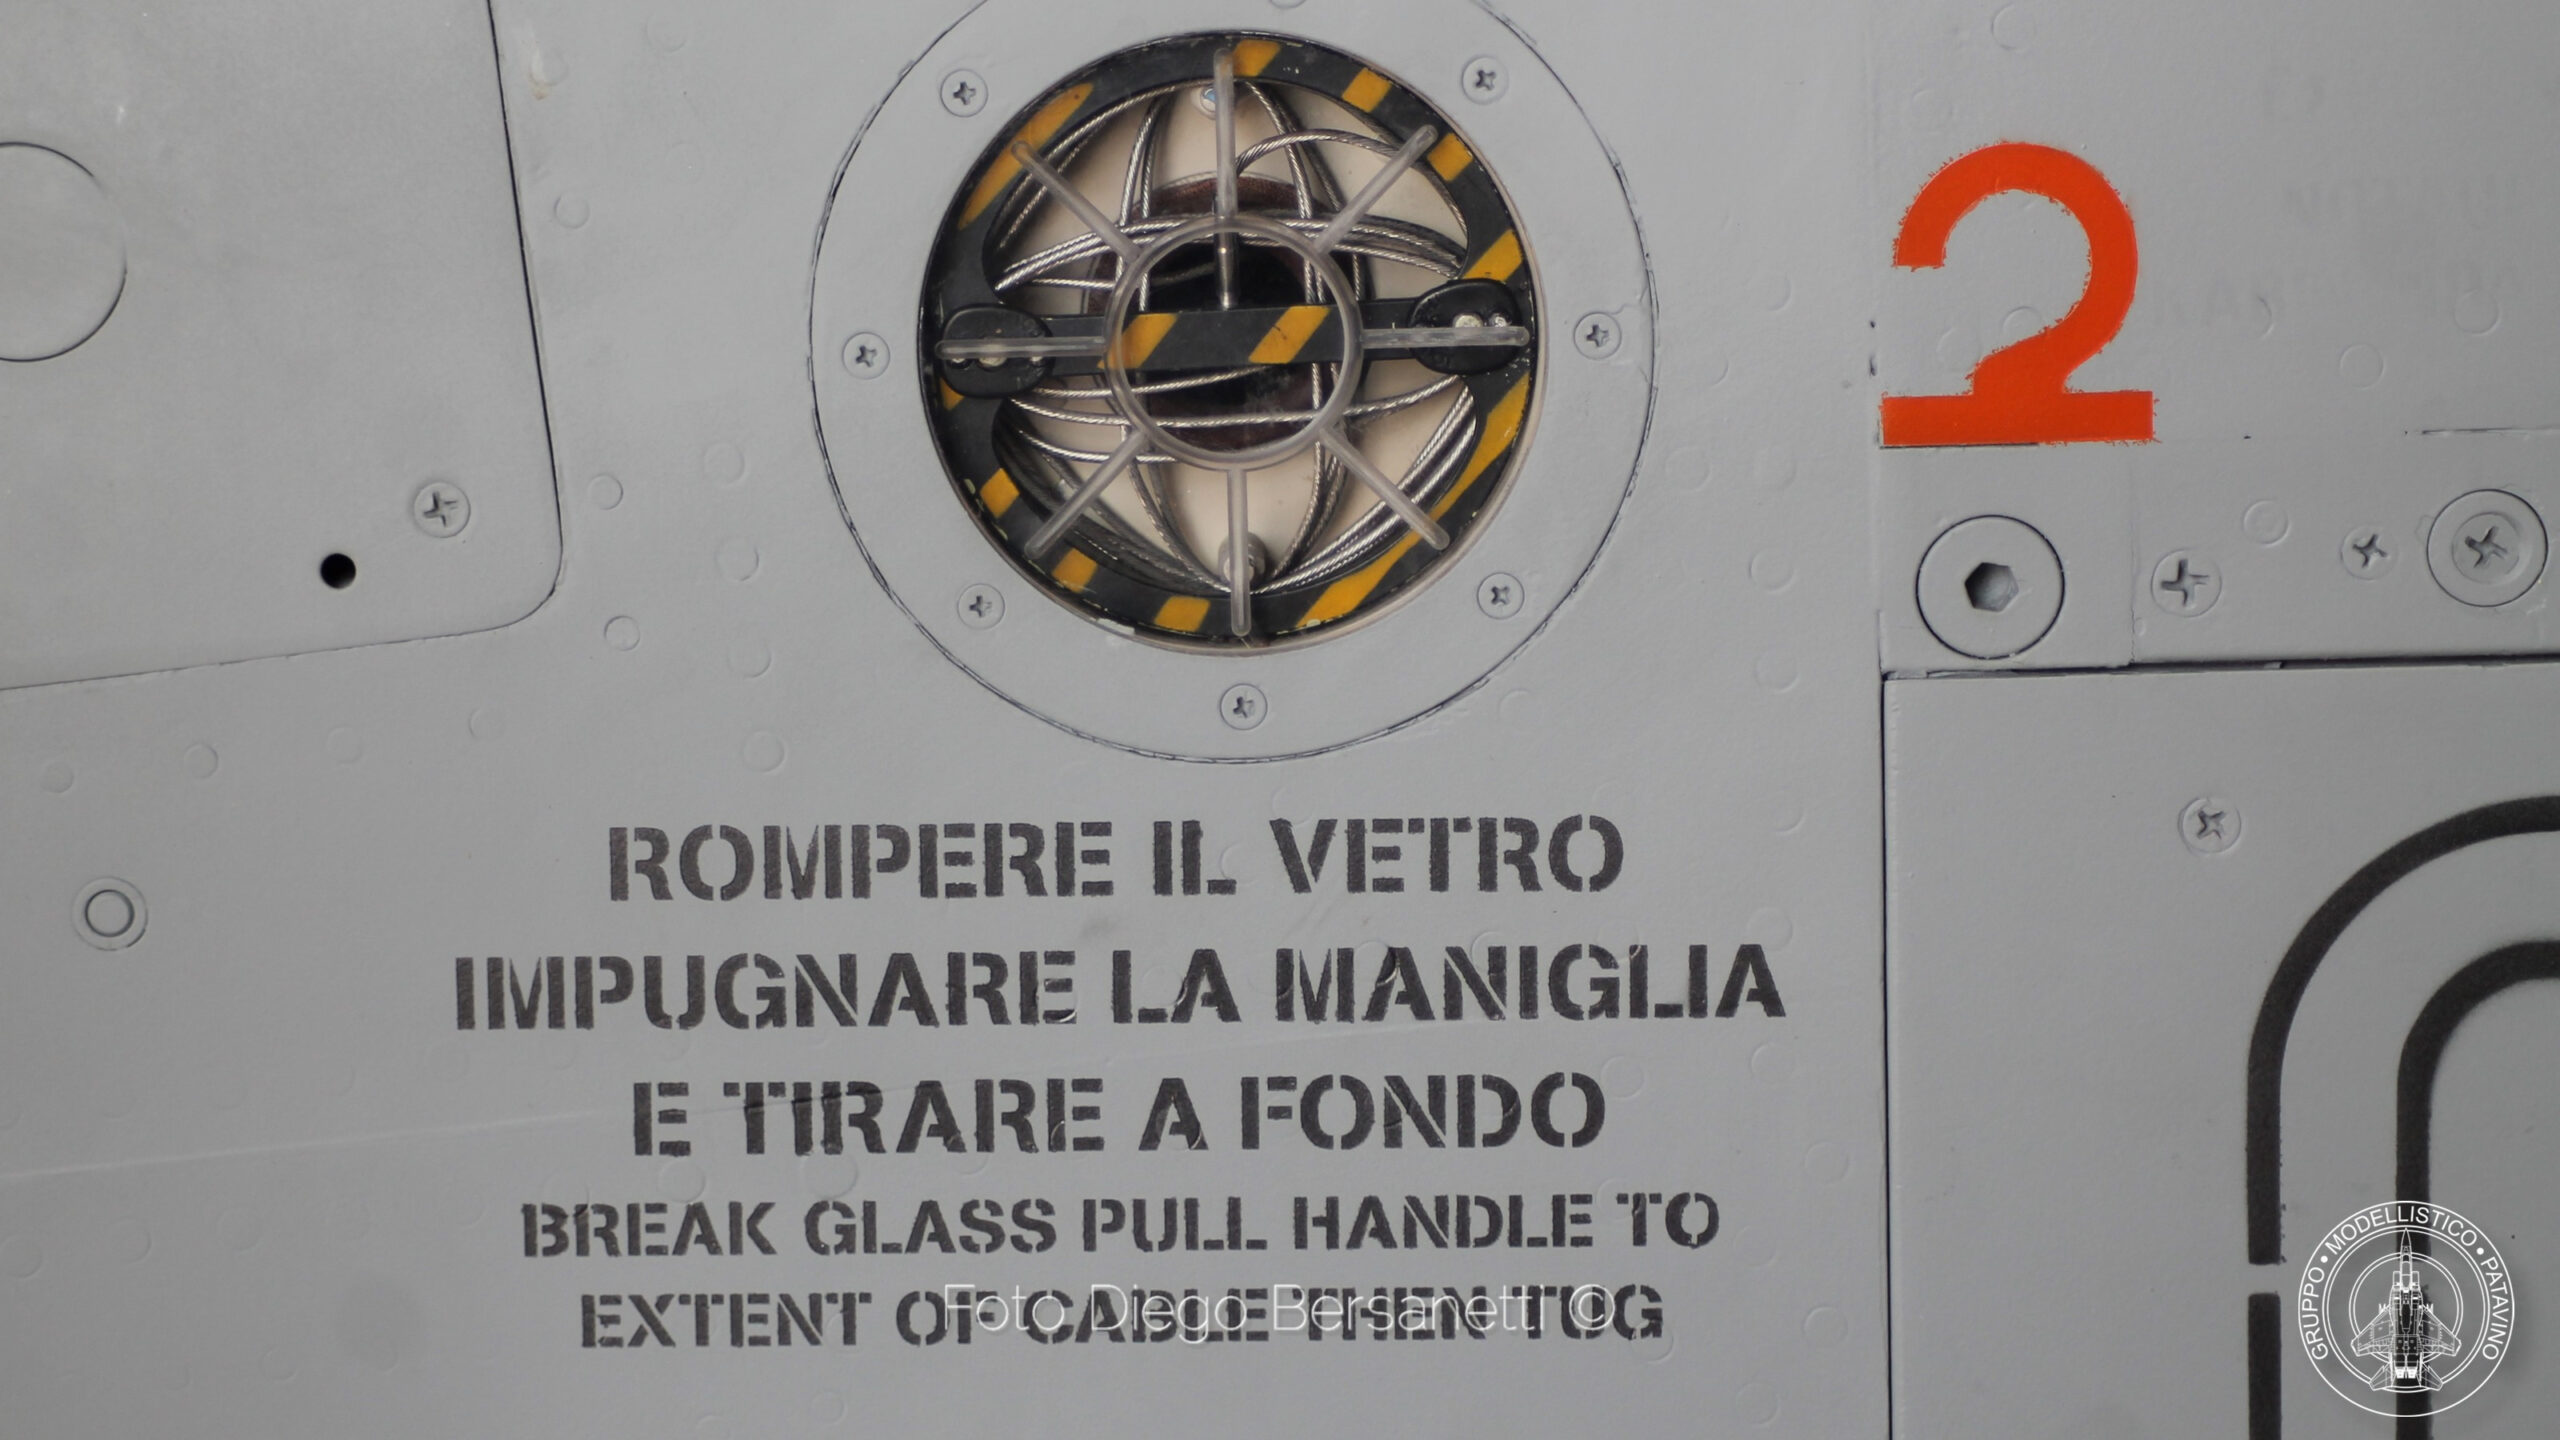 2
ROMPERE IL VETRO
IMPUGNARE LA MANIGLIA
E TIRARE A FONDO
BREAK GLASS PULL HANDLE TO
EXTENT OF CABLE THEN TUG
Foto Diego Bersanetti ©
GRUPPO • MODELLISTICO • PATAVINO